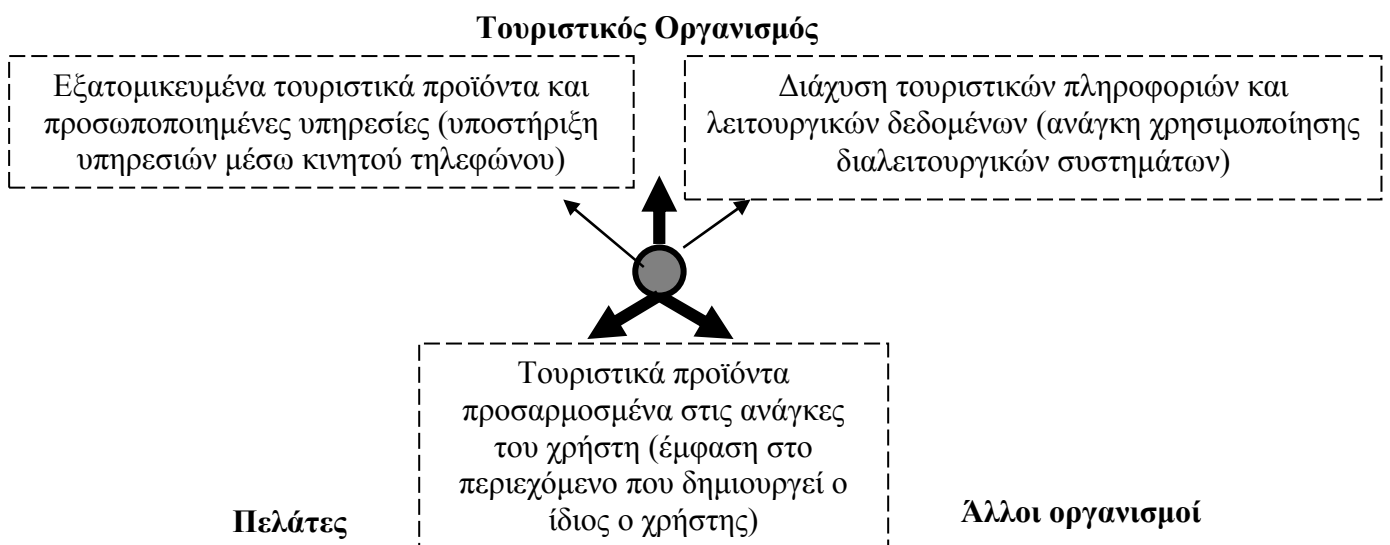 Τουριστικός Οργανισμός
Εξατομικευμένα τουριστικά προϊόντα και
προσωποποιημένες υπηρεσίες (υποστήριξη
υπηρεσιών μέσω κινητού τηλεφώνου)
Διάχυση τουριστικών πληροφοριών και
λειτουργικών δεδομένων (ανάγκη χρησιμοποίησης
διαλειτουργικών συστημάτων)
Τουριστικά προϊόντα
προσαρμοσμένα στις ανάγκες
του χρήστη (έμφαση στο
περιεχόμενο που δημιουργεί ο
ίδιος ο χρήστης)
Πελάτες
Άλλοι οργανισμοί